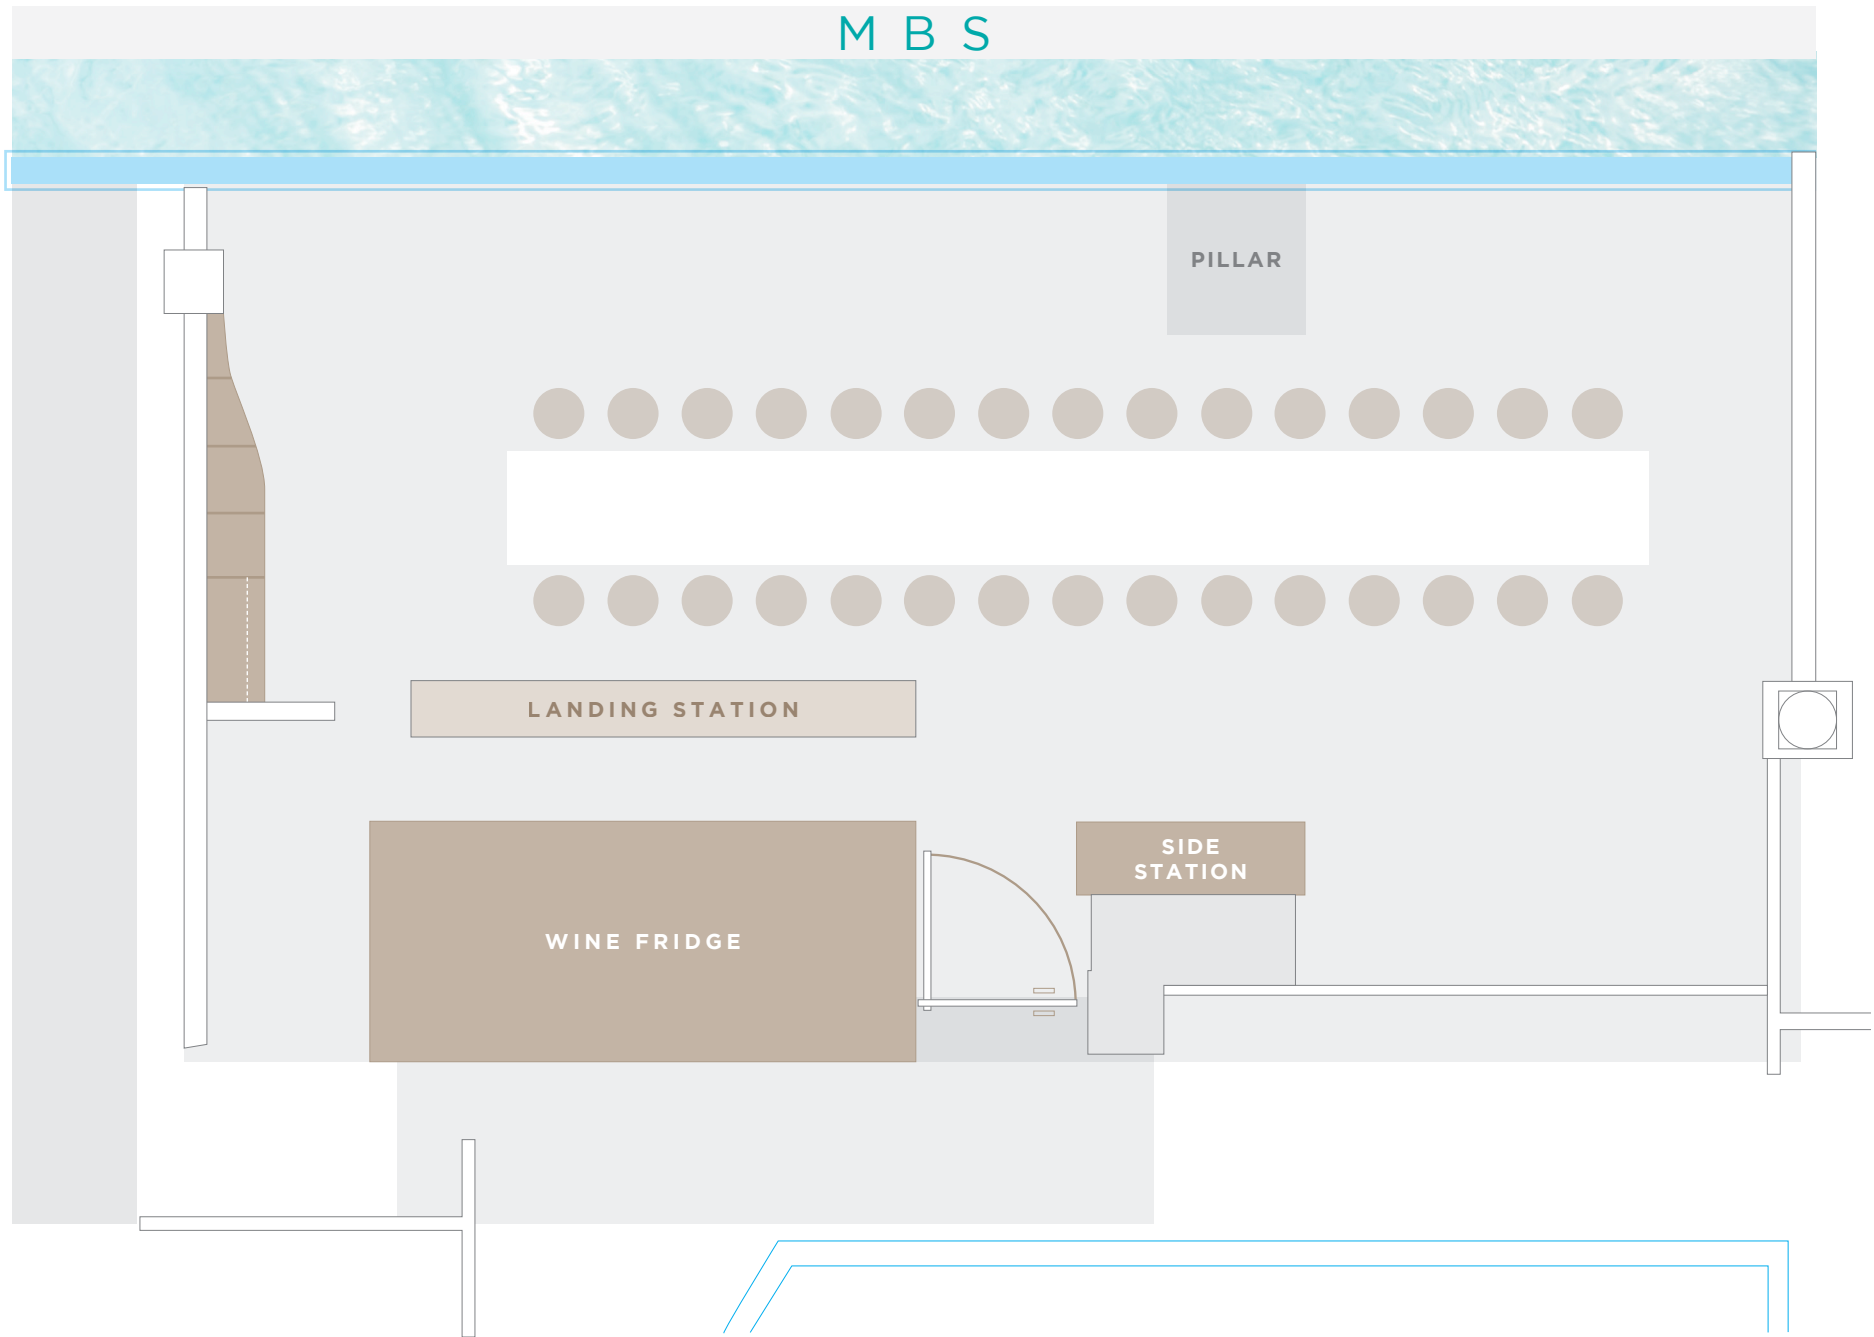 M B S
PILLAR
LANDING STATION
SIDE
STATION
WINE FRIDGE